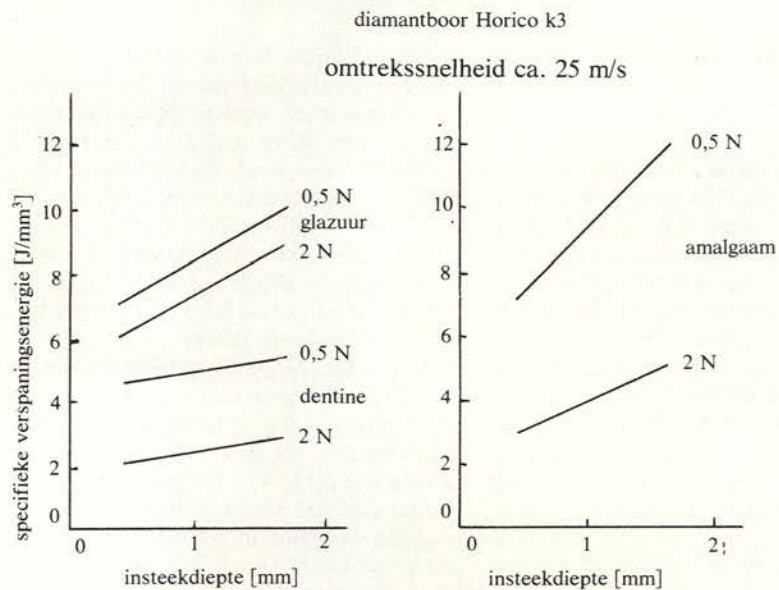 diamantboor Horico k3
omtrekssnelheid ca. 25 m/s
specifieke verspaningsenergie [J/mm³]
12
10
8
6
4
2
0
0,5 N
glazuur
2 N
0,5 N
dentine
2 N
0
1
2
insteekdiepte [mm]
12
10
8
6
4
2
0
0,5 N
amalgaam
2 N
0
1
2
insteekdiepte [mm]